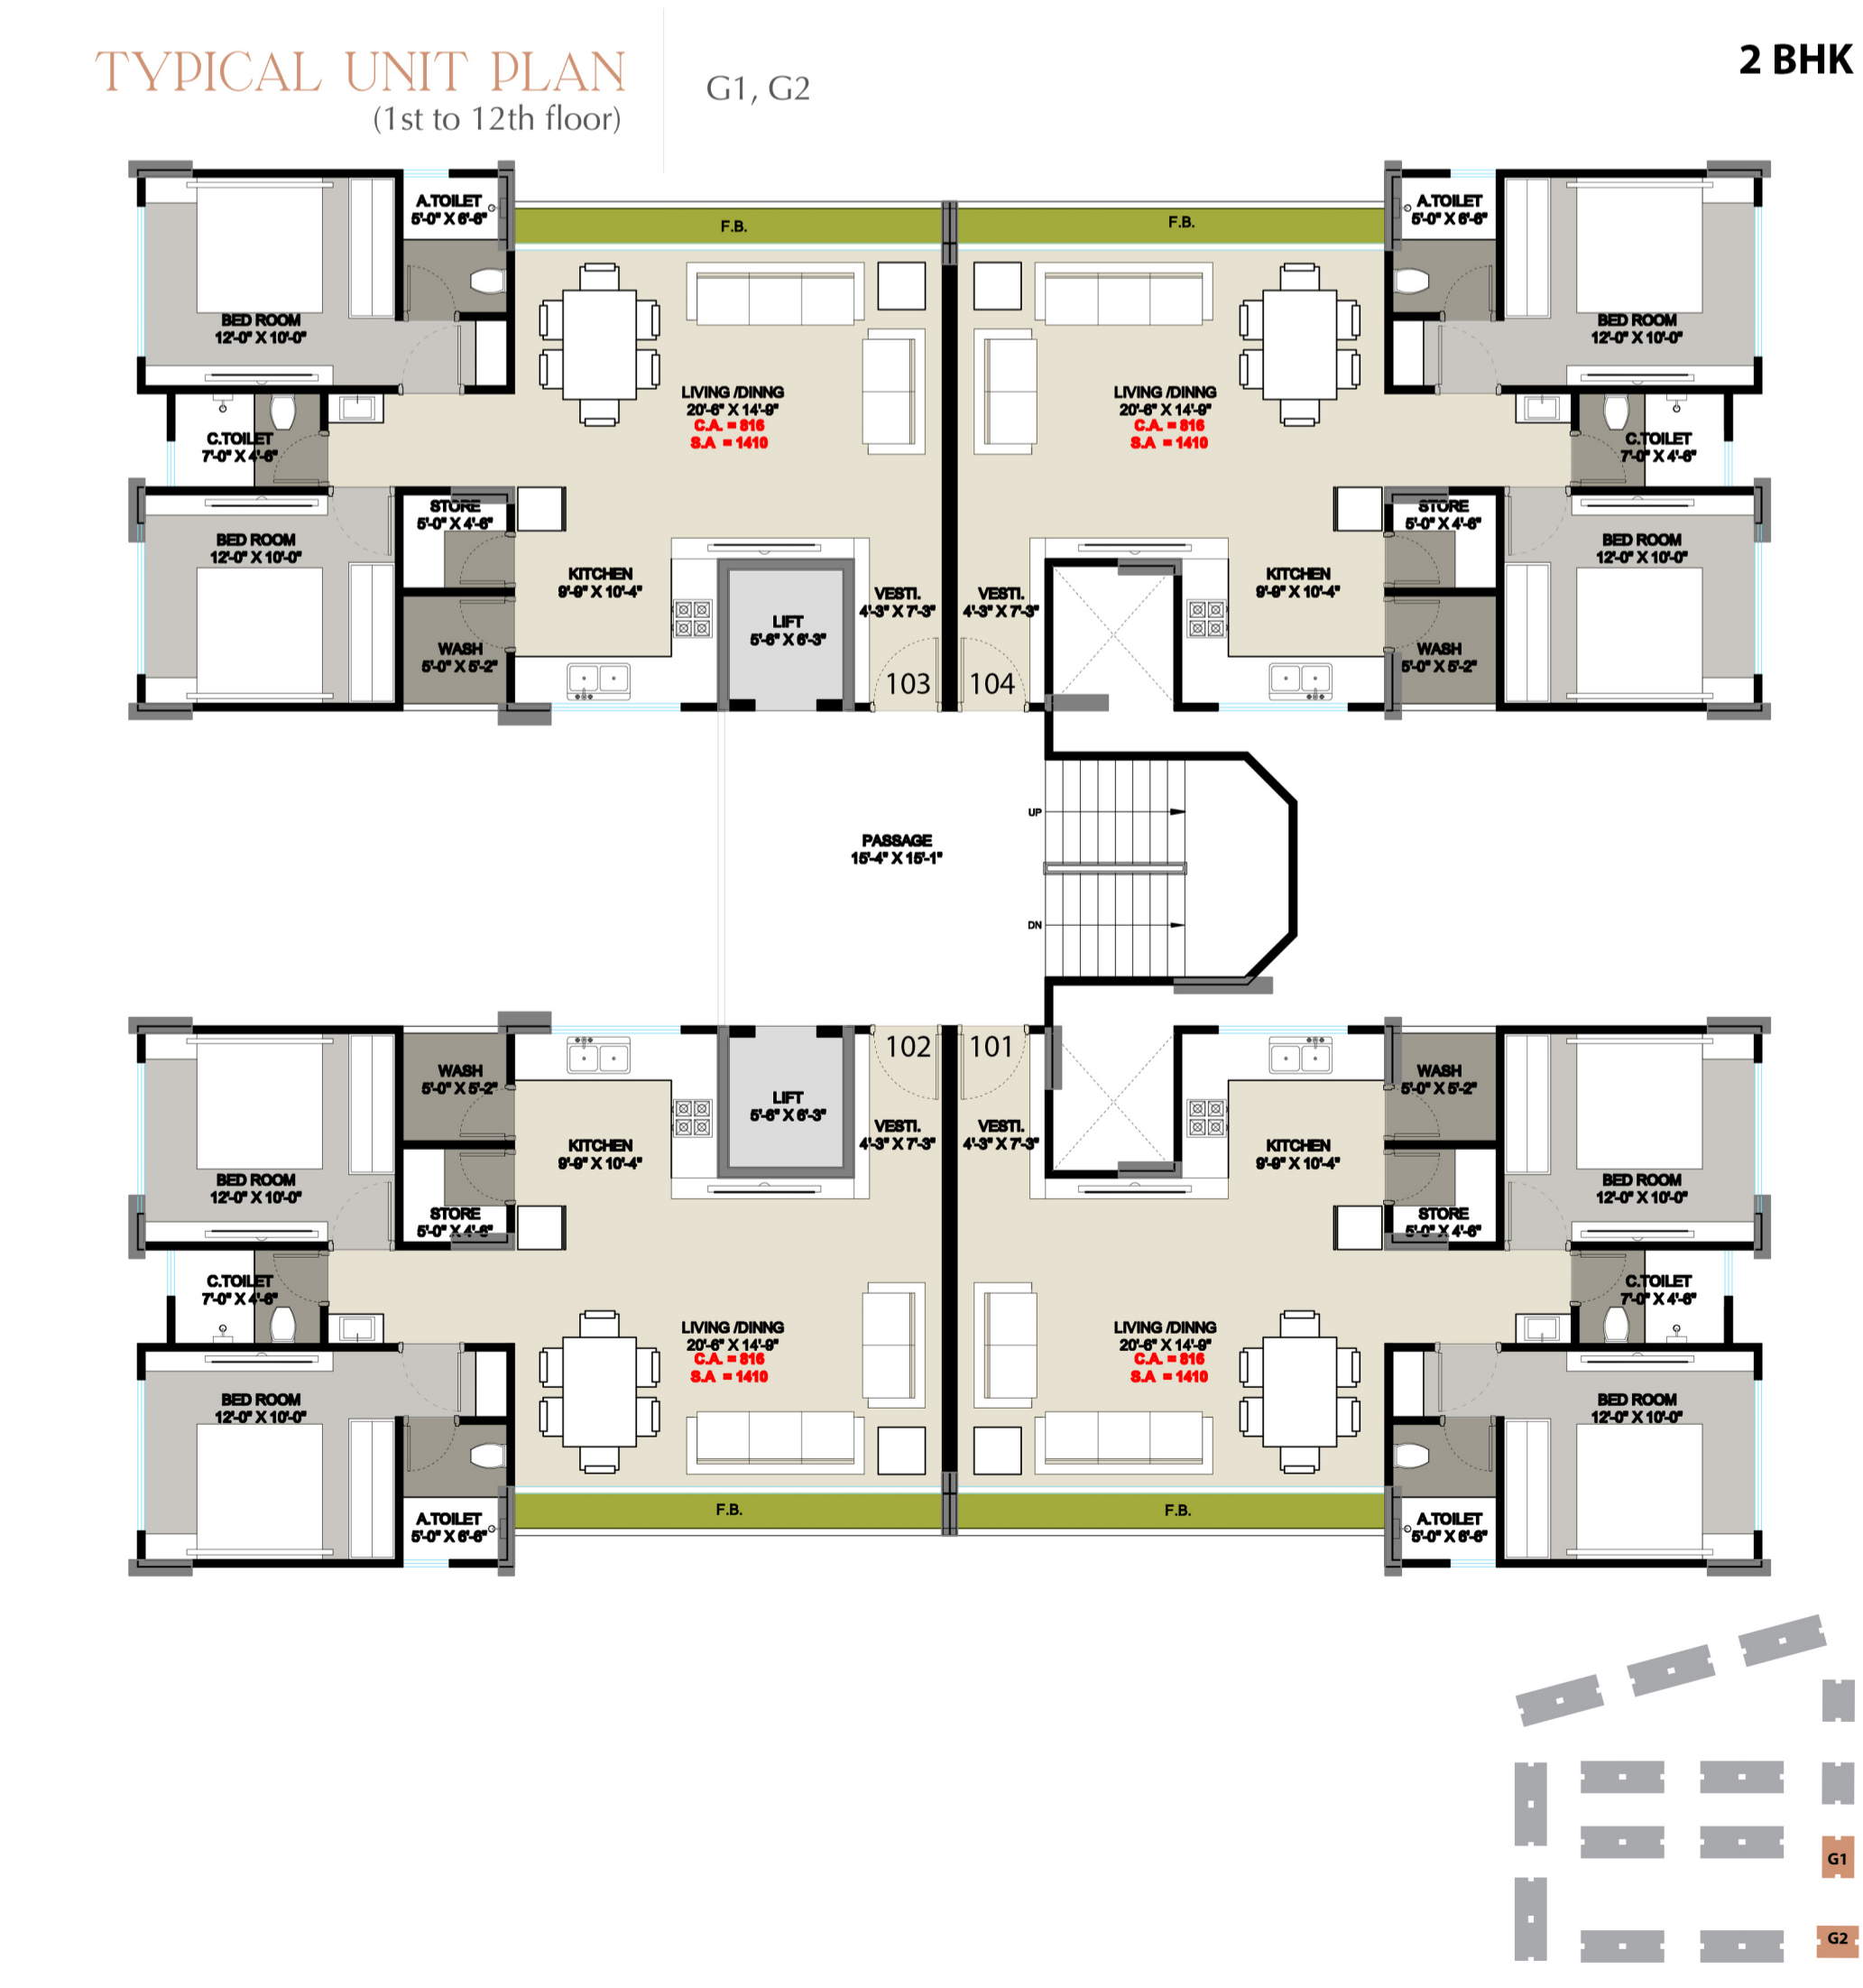 TYPICAL UNIT PLAN
(1st to 12th floor)
G1, G2
2 BHK
A.TOILET
5'-0" X 6'-6"
F.B.
F.B.
A.TOILET
5'-0" X 6'-6"
BED ROOM
12'-0" X 10'-0"
BED ROOM
12'-0" X 10'-0"
LIVING /DINNG
20'-6" X 14'-9"
C.A. = 816
S.A = 1410
LIVING /DINNG
20'-6" X 14'-9"
C.A. = 816
S.A = 1410
C.TOILET
7'-0" X 4'-6"
C.TOILET
7'-0" X 4'-6"
STORE
5'-0" X 4'-6"
STORE
5'-0" X 4'-6"
BED ROOM
12'-0" X 10'-0"
BED ROOM
12'-0" X 10'-0"
KITCHEN
9'-9" X 10'-4"
VESTI.
4'-3" X 7'-3"
VESTI.
4'-3" X 7'-3"
KITCHEN
9'-9" X 10'-4"
LIFT
5'-6" X 6'-3"
WASH
5'-0" X 5'-2"
WASH
5'-0" X 5'-2"
103
104
UP
PASSAGE
15'-4" X 15'-1"
DN
102
101
WASH
5'-0" X 5'-2"
WASH
5'-0" X 5'-2"
LIFT
5'-6" X 6'-3"
KITCHEN
9'-9" X 10'-4"
VESTI.
4'-3" X 7'-3"
VESTI.
4'-3" X 7'-3"
KITCHEN
9'-9" X 10'-4"
BED ROOM
12'-0" X 10'-0"
BED ROOM
12'-0" X 10'-0"
STORE
5'-0" X 4'-6"
STORE
5'-0" X 4'-6"
C.TOILET
7'-0" X 4'-6"
C.TOILET
7'-0" X 4'-6"
LIVING /DINNG
20'-6" X 14'-9"
C.A. = 816
S.A = 1410
LIVING /DINNG
20'-6" X 14'-9"
C.A. = 816
S.A = 1410
BED ROOM
12'-0" X 10'-0"
BED ROOM
12'-0" X 10'-0"
F.B.
F.B.
A.TOILET
5'-0" X 6'-6"
A.TOILET
5'-0" X 6'-6"
G1
G2